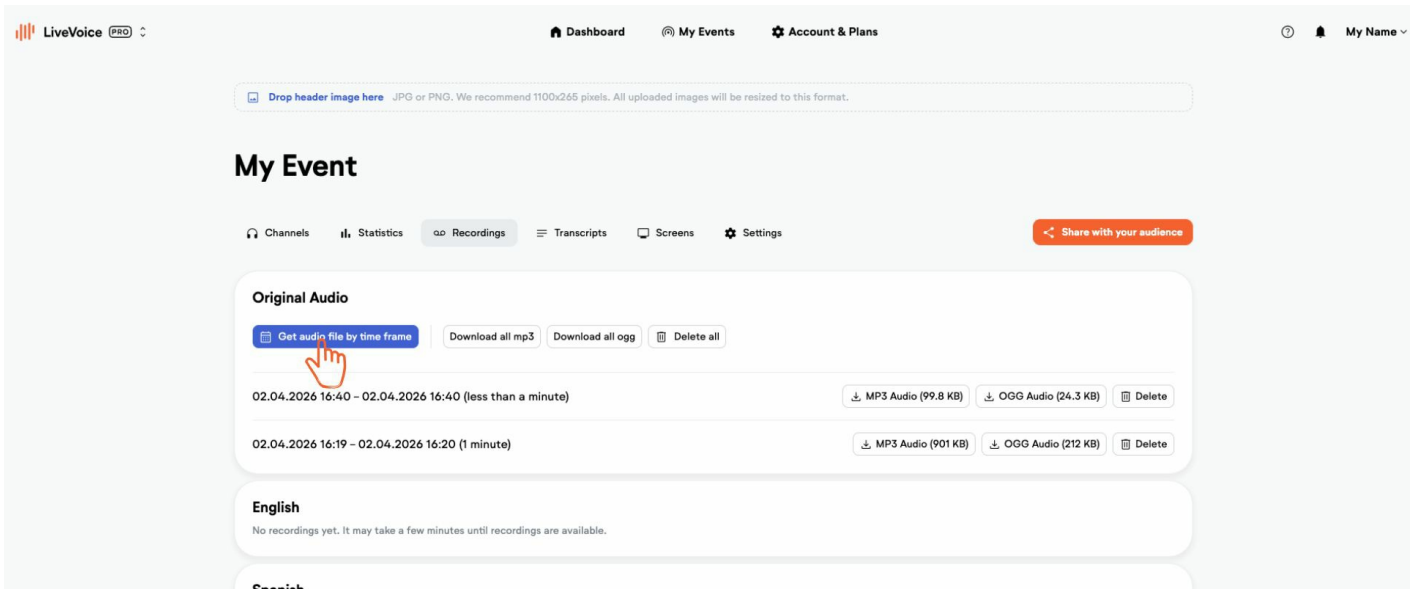 LiveVoice PRO
Dashboard
My Events
Account & Plans
My Name
Drop header image here JPG or PNG. We recommend 1100x265 pixels. All uploaded images will be resized to this format.
My Event
Channels
Statistics
Recordings
Transcripts
Screens
Settings
Share with your audience
Original Audio
Get audio file by time frame
Download all mp3
Download all ogg
Delete all
02.04.2026 16:40 – 02.04.2026 16:40 (less than a minute)
MP3 Audio (99.8 KB)
OGG Audio (24.3 KB)
Delete
02.04.2026 16:19 – 02.04.2026 16:20 (1 minute)
MP3 Audio (901 KB)
OGG Audio (212 KB)
Delete
English
No recordings yet. It may take a few minutes until recordings are available.